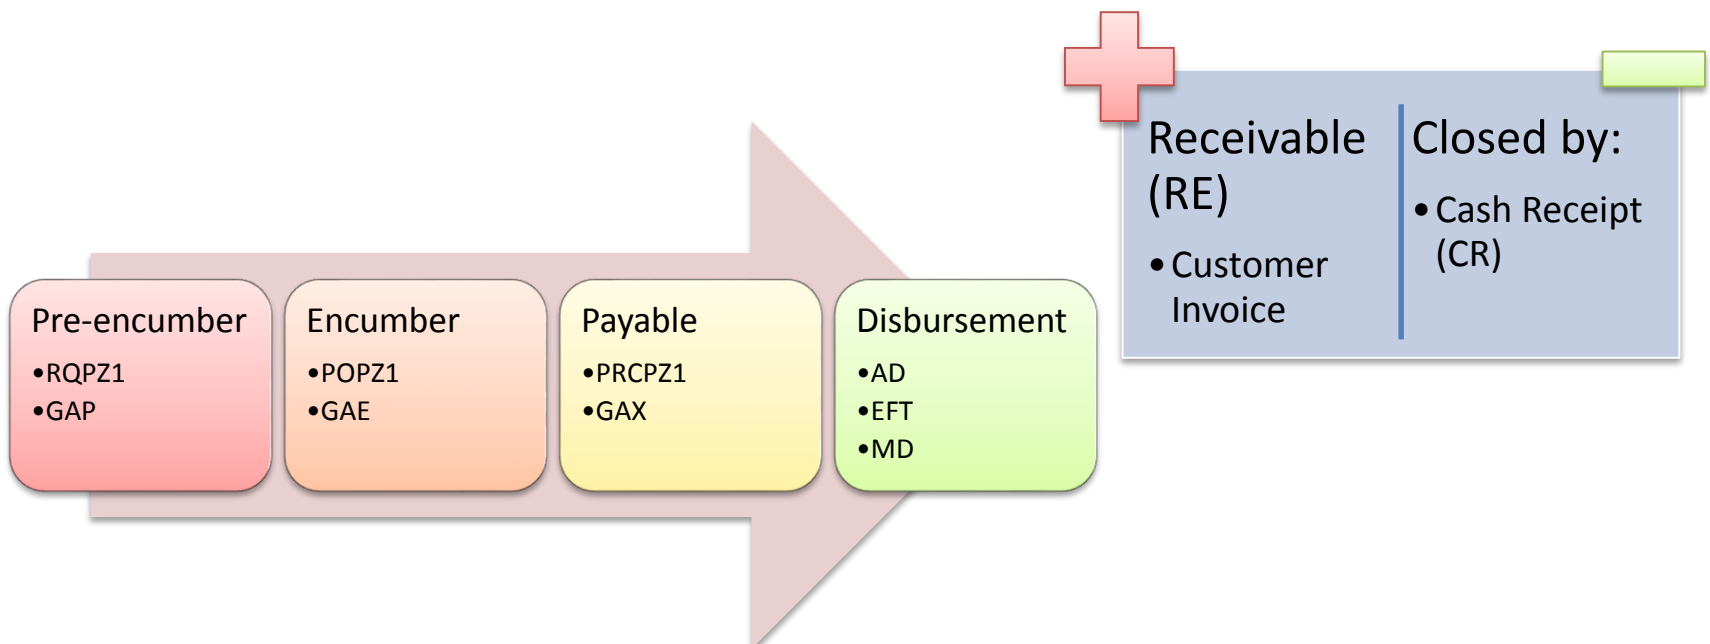 Pre-encumber
•RQPZ1
•GAP
Encumber
•POPZ1
•GAE
Payable
•PRCPZ1
•GAX
Disbursement
•AD
•EFT
•MD
Receivable
(RE)
•Customer
Invoice
Closed by:
•Cash Receipt
(CR)